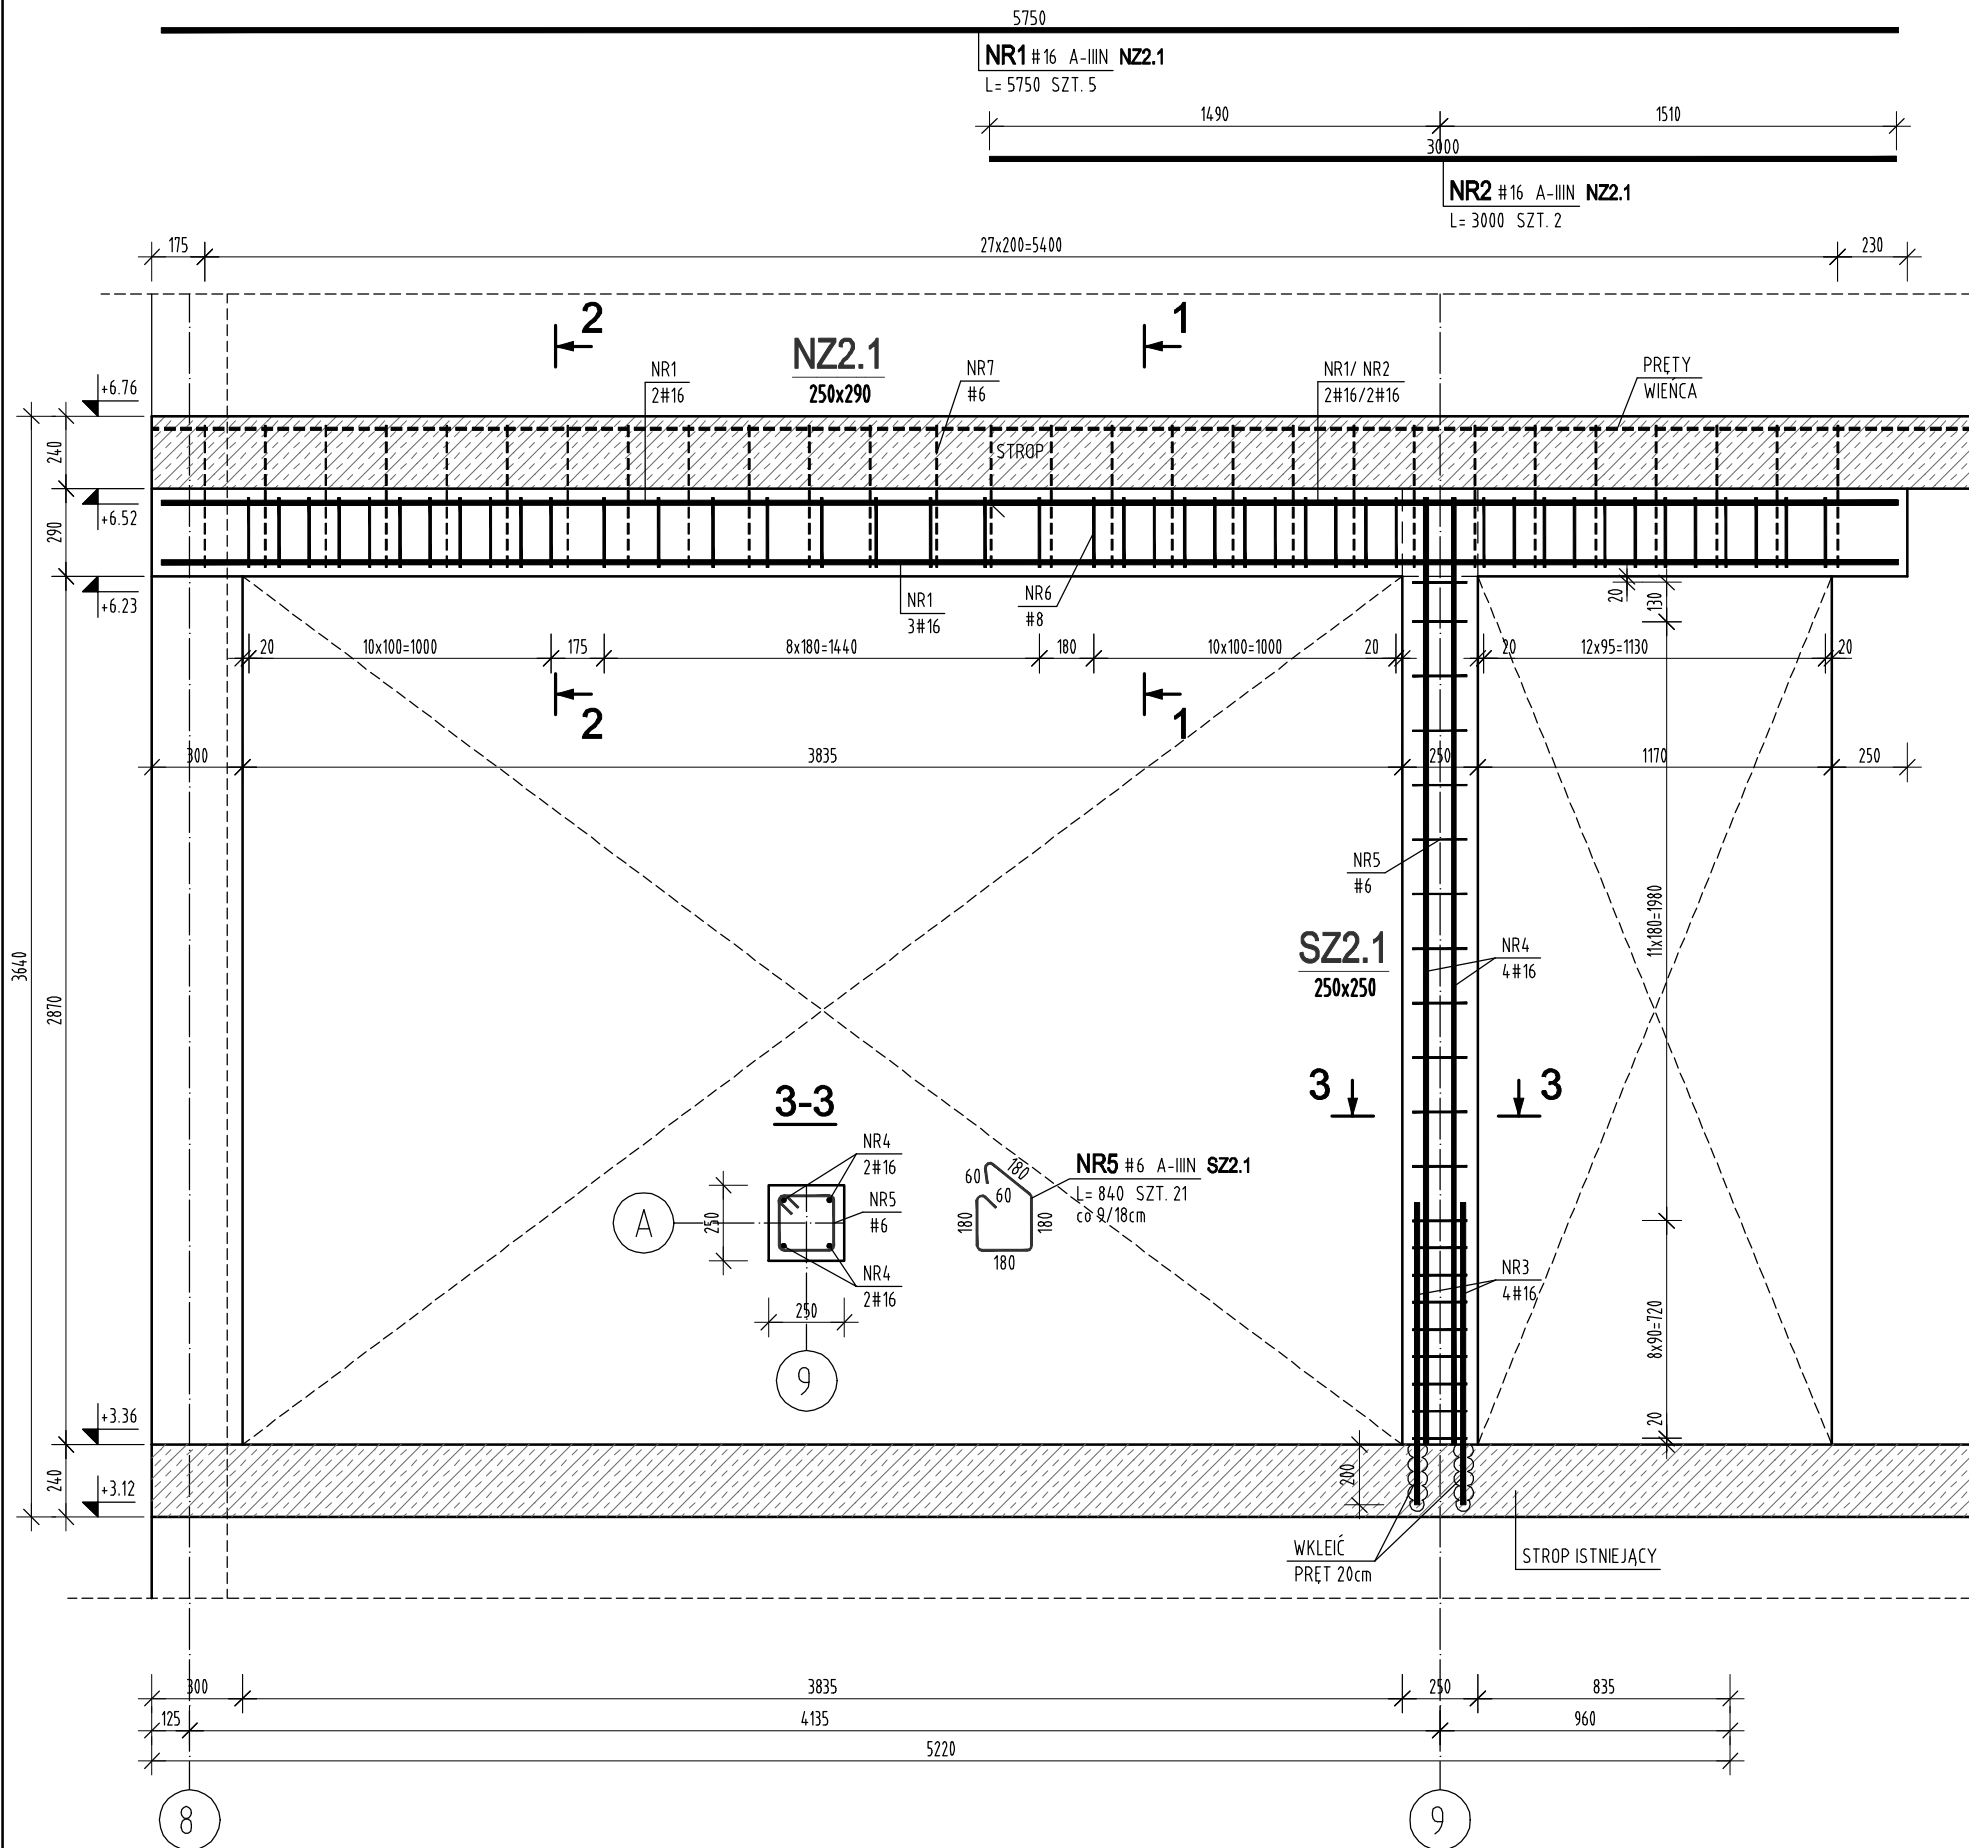 5750
NR1 #16 A-IIIN NZ2.1
L= 5750 SZT. 5
1490
1510
3000
NR2 #16 A-IIIN NZ2.1
L= 3000 SZT. 2
175
27x200=5400
230
2
1
NZ2.1
250x290
NR1
2#16
NR7
#6
NR1/ NR2
2#16/2#16
PRĘTY
WIEŃCA
+6.76
240
STROP
+6.52
290
+6.23
NR1
3#16
NR6
#8
20
130
20
10x100=1000
175
8x180=1440
180
10x100=1000
20
20
12x95=1130
20
2
1
300
3835
250
1170
250
NR5
#6
11x180=1980
SZ2.1
250x250
NR4
4#16
3640
2870
3
3
3-3
NR4
2#16
NR5
#6
NR4
2#16
A
250
250
9
60
180
60
180
180
180
NR5 #6 A-IIIN SZ2.1
L= 840 SZT. 21
co 9/18cm
NR3
4#16
8x90=720
20
+3.36
240
+3.12
200
WKLEIĆ
PRĘT 20cm
STROP ISTNIEJĄCY
300
3835
250
835
125
4135
960
5220
8
9